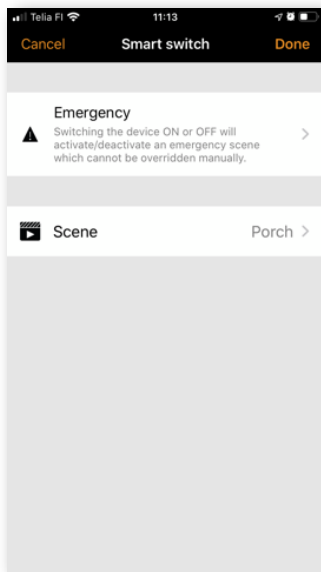 Telia FI 11:13
Cancel Smart switch Done
Emergency
Switching the device ON or OFF will
activate/deactivate an emergency scene
which cannot be overridden manually.
Scene Porch